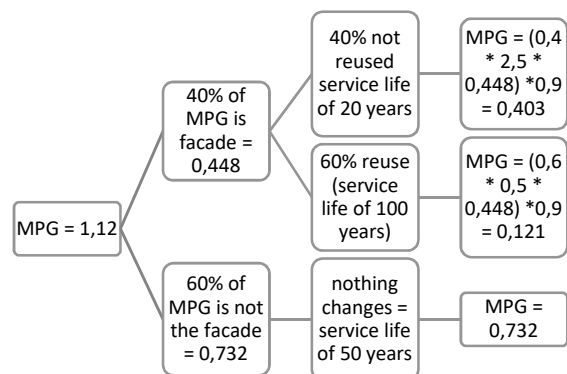 MPG = 1,12
40% of
MPG is
facade =
0,448
60% of
MPG is not
the facade
= 0,732
40% not
reused
service life
of 20 years
60% reuse
(service
life of 100
years)
nothing
changes =
service life
of 50 years
MPG = (0,4
* 2,5 *
0,448) *0,9
= 0,403
MPG = (0,6
* 0,5 *
0,448) *0,9
= 0,121
MPG =
0,732